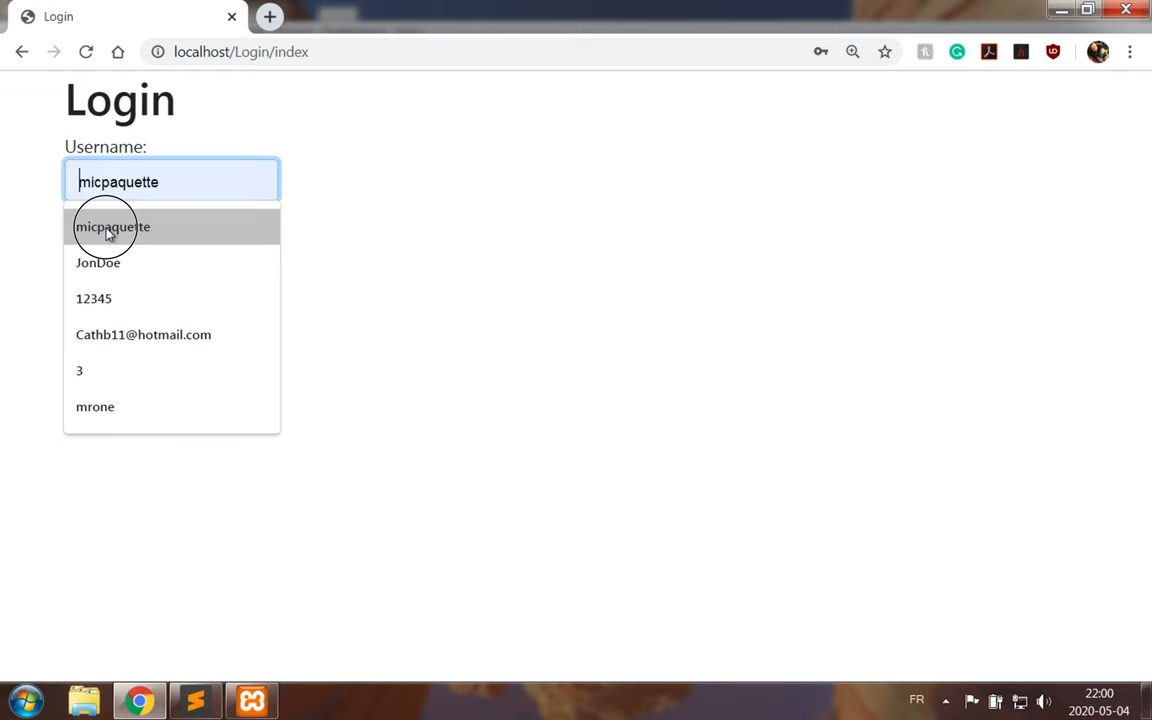 Login
localhost/Login/index
Login
Username:
micpaquette
micpaquette
JonDoe
12345
Cathb11@hotmail.com
3
mrone
FR
22:00
2020-05-04